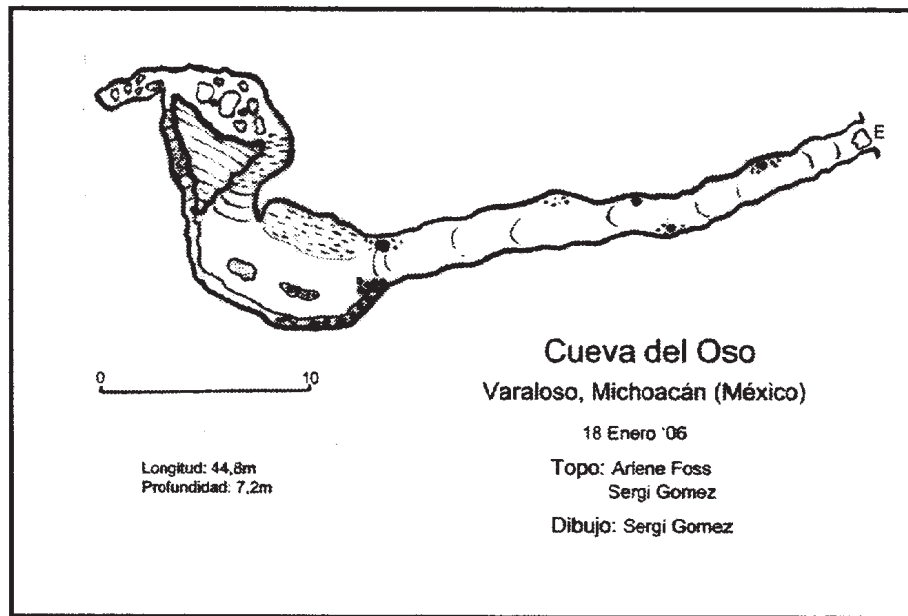 E
0 10
Cueva del Oso
Varaloso, Michoacán (México)
18 Enero '06
Longitud: 44,8m
Profundidad: 7,2m
Topo: Arlene Foss
Sergi Gomez
Dibujo: Sergi Gomez